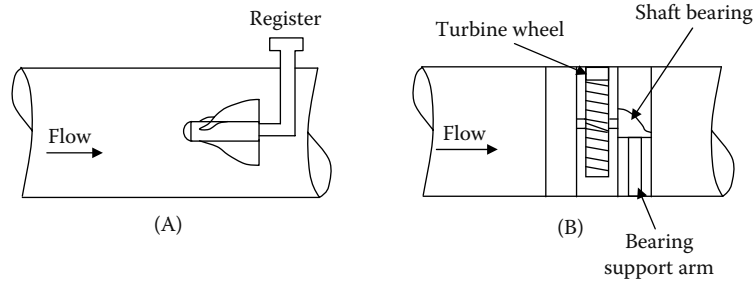 Register
Flow
(A)
Turbine wheel
Shaft bearing
Flow
(B)
Bearing
support arm